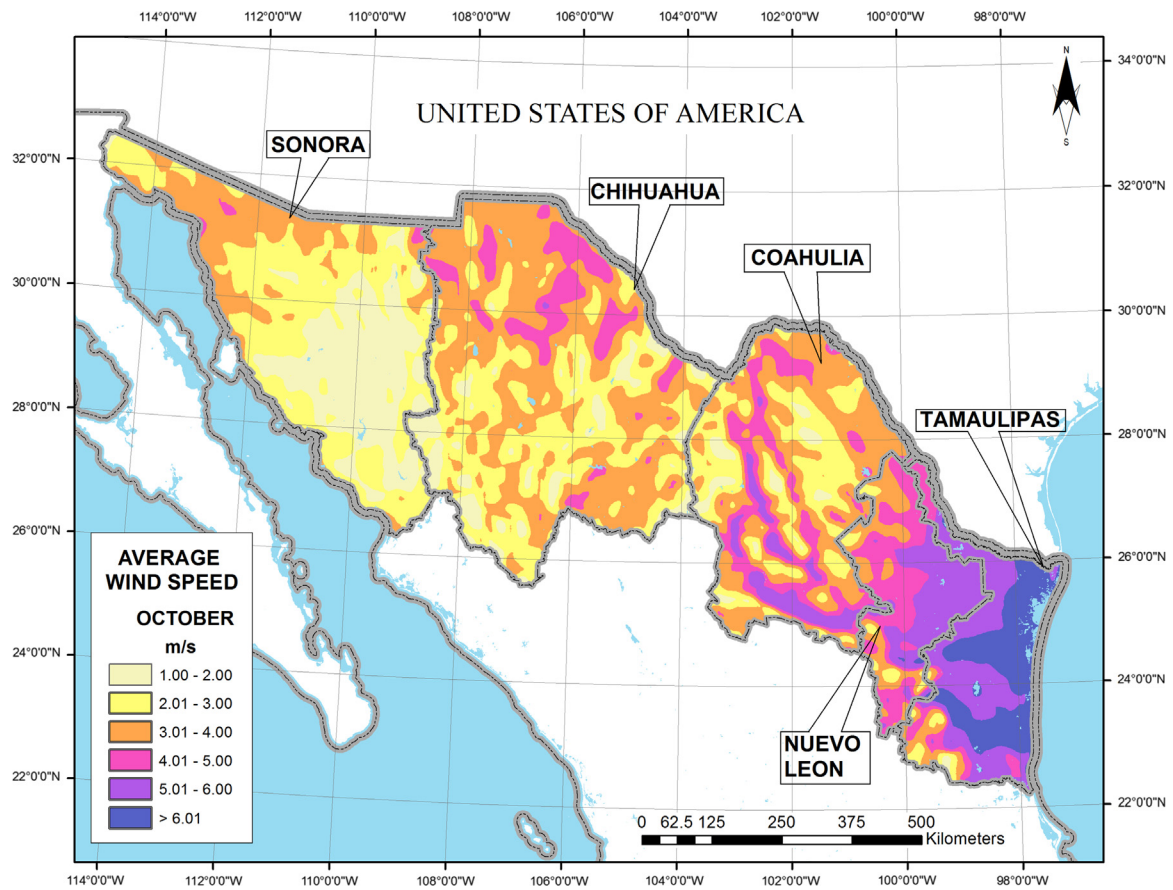 114°0'0"W 112°0'0"W 110°0'0"W 108°0'0"W 106°0'0"W 104°0'0"W 102°0'0"W 100°0'0"W 98°0'0"W
N
34°0'0"N
UNITED STATES OF AMERICA
S
SONORA
32°0'0"N
CHIHUAHUA
32°0'0"N
COAHULIA
30°0'0"N
30°0'0"N
TAMAULIPAS
28°0'0"N
28°0'0"N
26°0'0"N
26°0'0"N
AVERAGE
WIND SPEED
OCTOBER
m/s
1.00 - 2.00
2.01 - 3.00
3.01 - 4.00
4.01 - 5.00
5.01 - 6.00
> 6.01
24°0'0"N
24°0'0"N
NUEVO
LEON
22°0'0"N
22°0'0"N
0 62.5 125 250 375 500
Kilometers
114°0'0"W 112°0'0"W 110°0'0"W 108°0'0"W 106°0'0"W 104°0'0"W 102°0'0"W 100°0'0"W 98°0'0"W